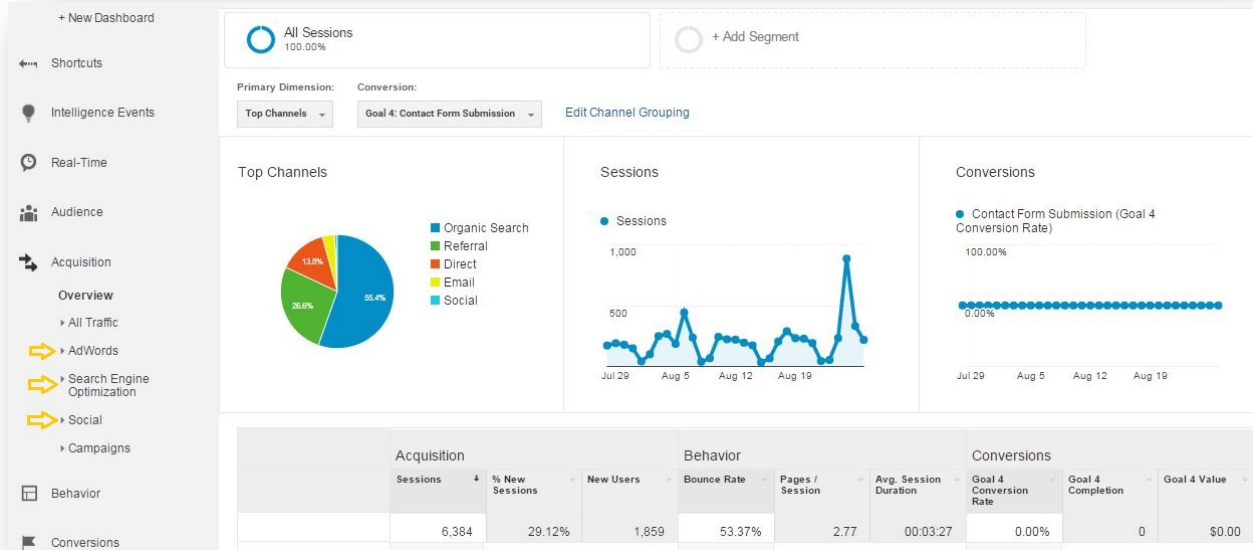 + New Dashboard
Shortcuts
Intelligence Events
Real-Time
Audience
Acquisition
Overview
All Traffic
AdWords
Search Engine
Optimization
Social
Campaigns
Behavior
Conversions
All Sessions
100.00%
+ Add Segment
Primary Dimension:
Conversion:
Top Channels
Goal 4: Contact Form Submission
Edit Channel Grouping
Top Channels
13.8%
26.6%
55.4%
Organic Search
Referral
Direct
Email
Social
Sessions
Sessions
1,000
500
Jul 29 Aug 5 Aug 12 Aug 19
Conversions
Contact Form Submission (Goal 4
Conversion Rate)
100.00%
0.00%
Jul 29 Aug 5 Aug 12 Aug 19
Acquisition Behavior Conversions
Sessions
% New
Sessions
New Users
Bounce Rate
Pages /
Session
Avg. Session
Duration
Goal 4
Conversion
Rate
Goal 4
Completion
Goal 4 Value
6,384 29.12% 1,859 53.37% 2.77 00:03:27 0.00% 0 $0.00